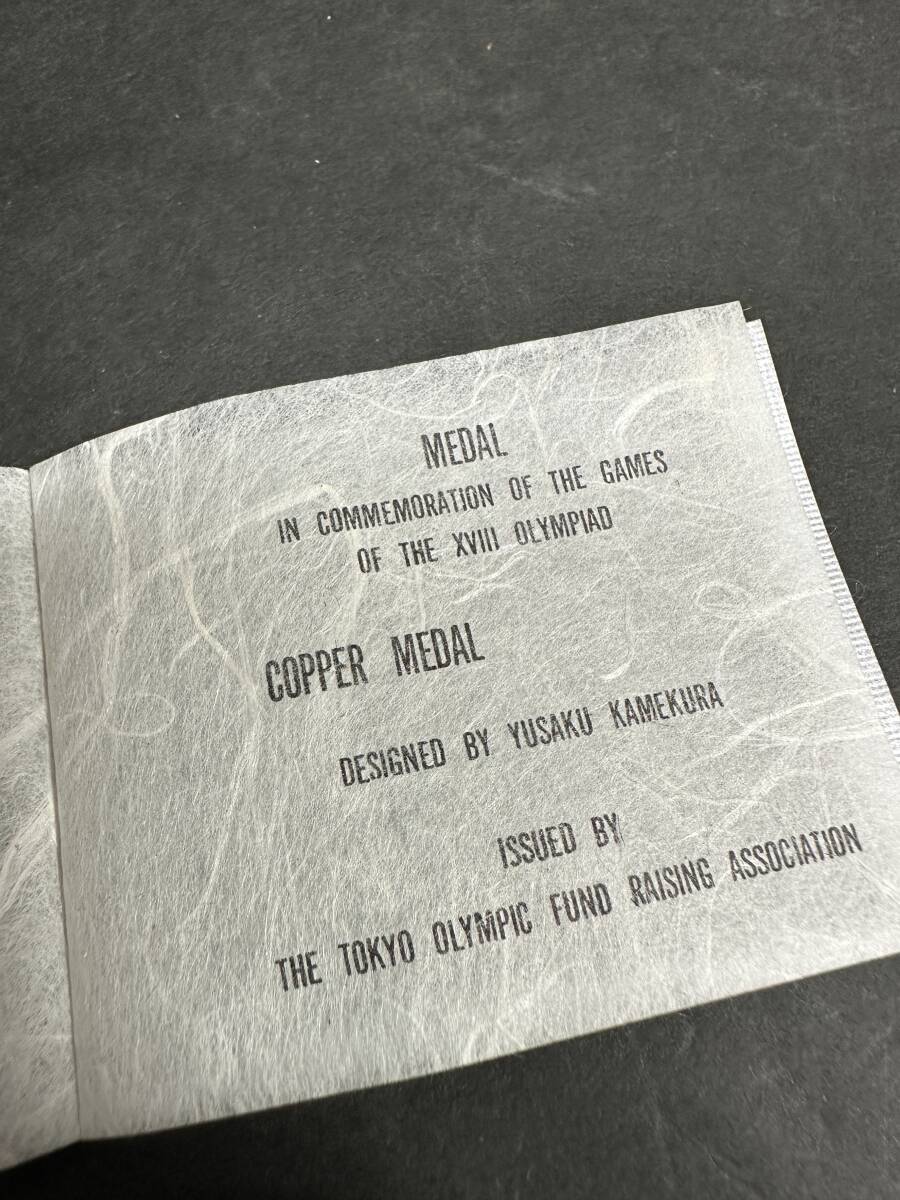 MEDAL
IN COMMEMORATION OF THE GAMES
OF THE XVIII OLYMPIAD
COPPER MEDAL
DESIGNED BY YUSAKU KAMEKURA
ISSUED BY
THE TOKYO OLYMPIC FUND RAISING ASSOCIATION